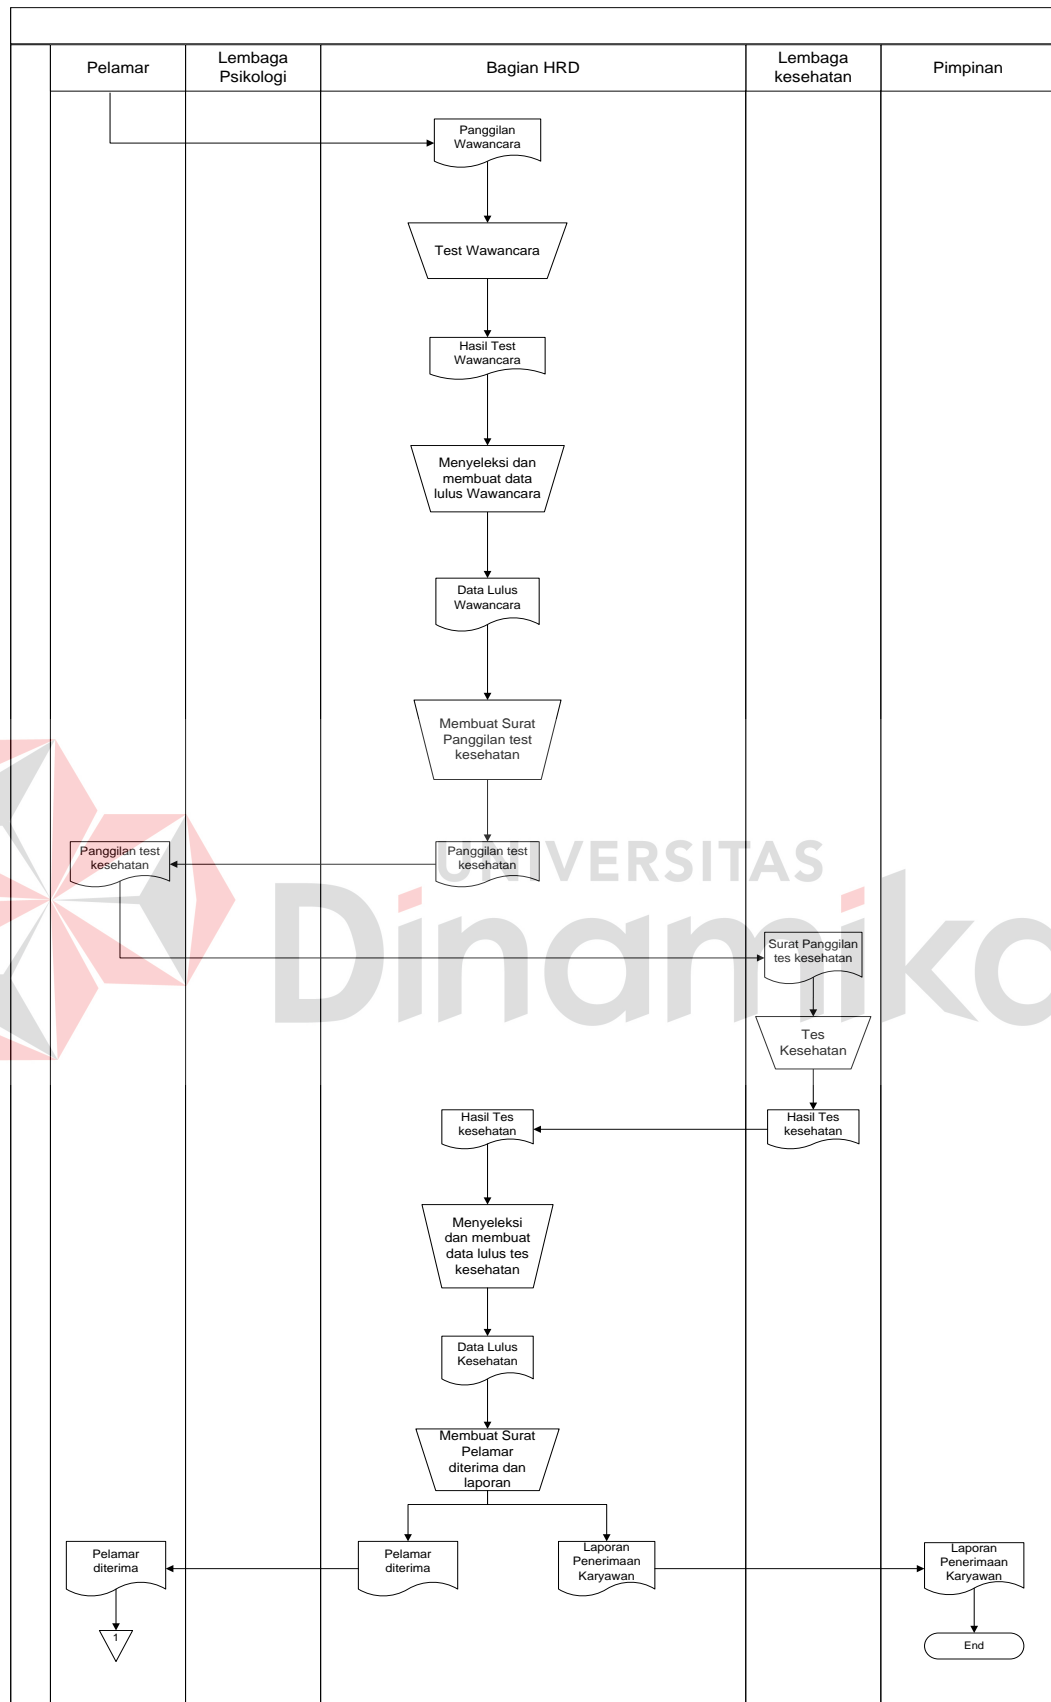 Pelamar
Lembaga
Psikologi
Bagian HRD
Lembaga
kesehatan
Pimpinan
Panggilan
Wawancara
Test Wawancara
Hasil Test
Wawancara
Menyeleksi dan
membuat data
lulus Wawancara
Data Lulus
Wawancara
Membuat Surat
Panggilan test
kesehatan
Panggilan test
kesehatan
Panggilan test
kesehatan
UNIVERSITAS
Dinamika
Surat Panggilan
tes kesehatan
Tes
Kesehatan
Hasil Tes
kesehatan
Hasil Tes
kesehatan
Menyeleksi
dan membuat
data lulus tes
kesehatan
Data Lulus
Kesehatan
Membuat Surat
Pelamar
diterima dan
laporan
Pelamar
diterima
Pelamar
diterima
Laporan
Penerimaan
Karyawan
Laporan
Penerimaan
Karyawan
1
End